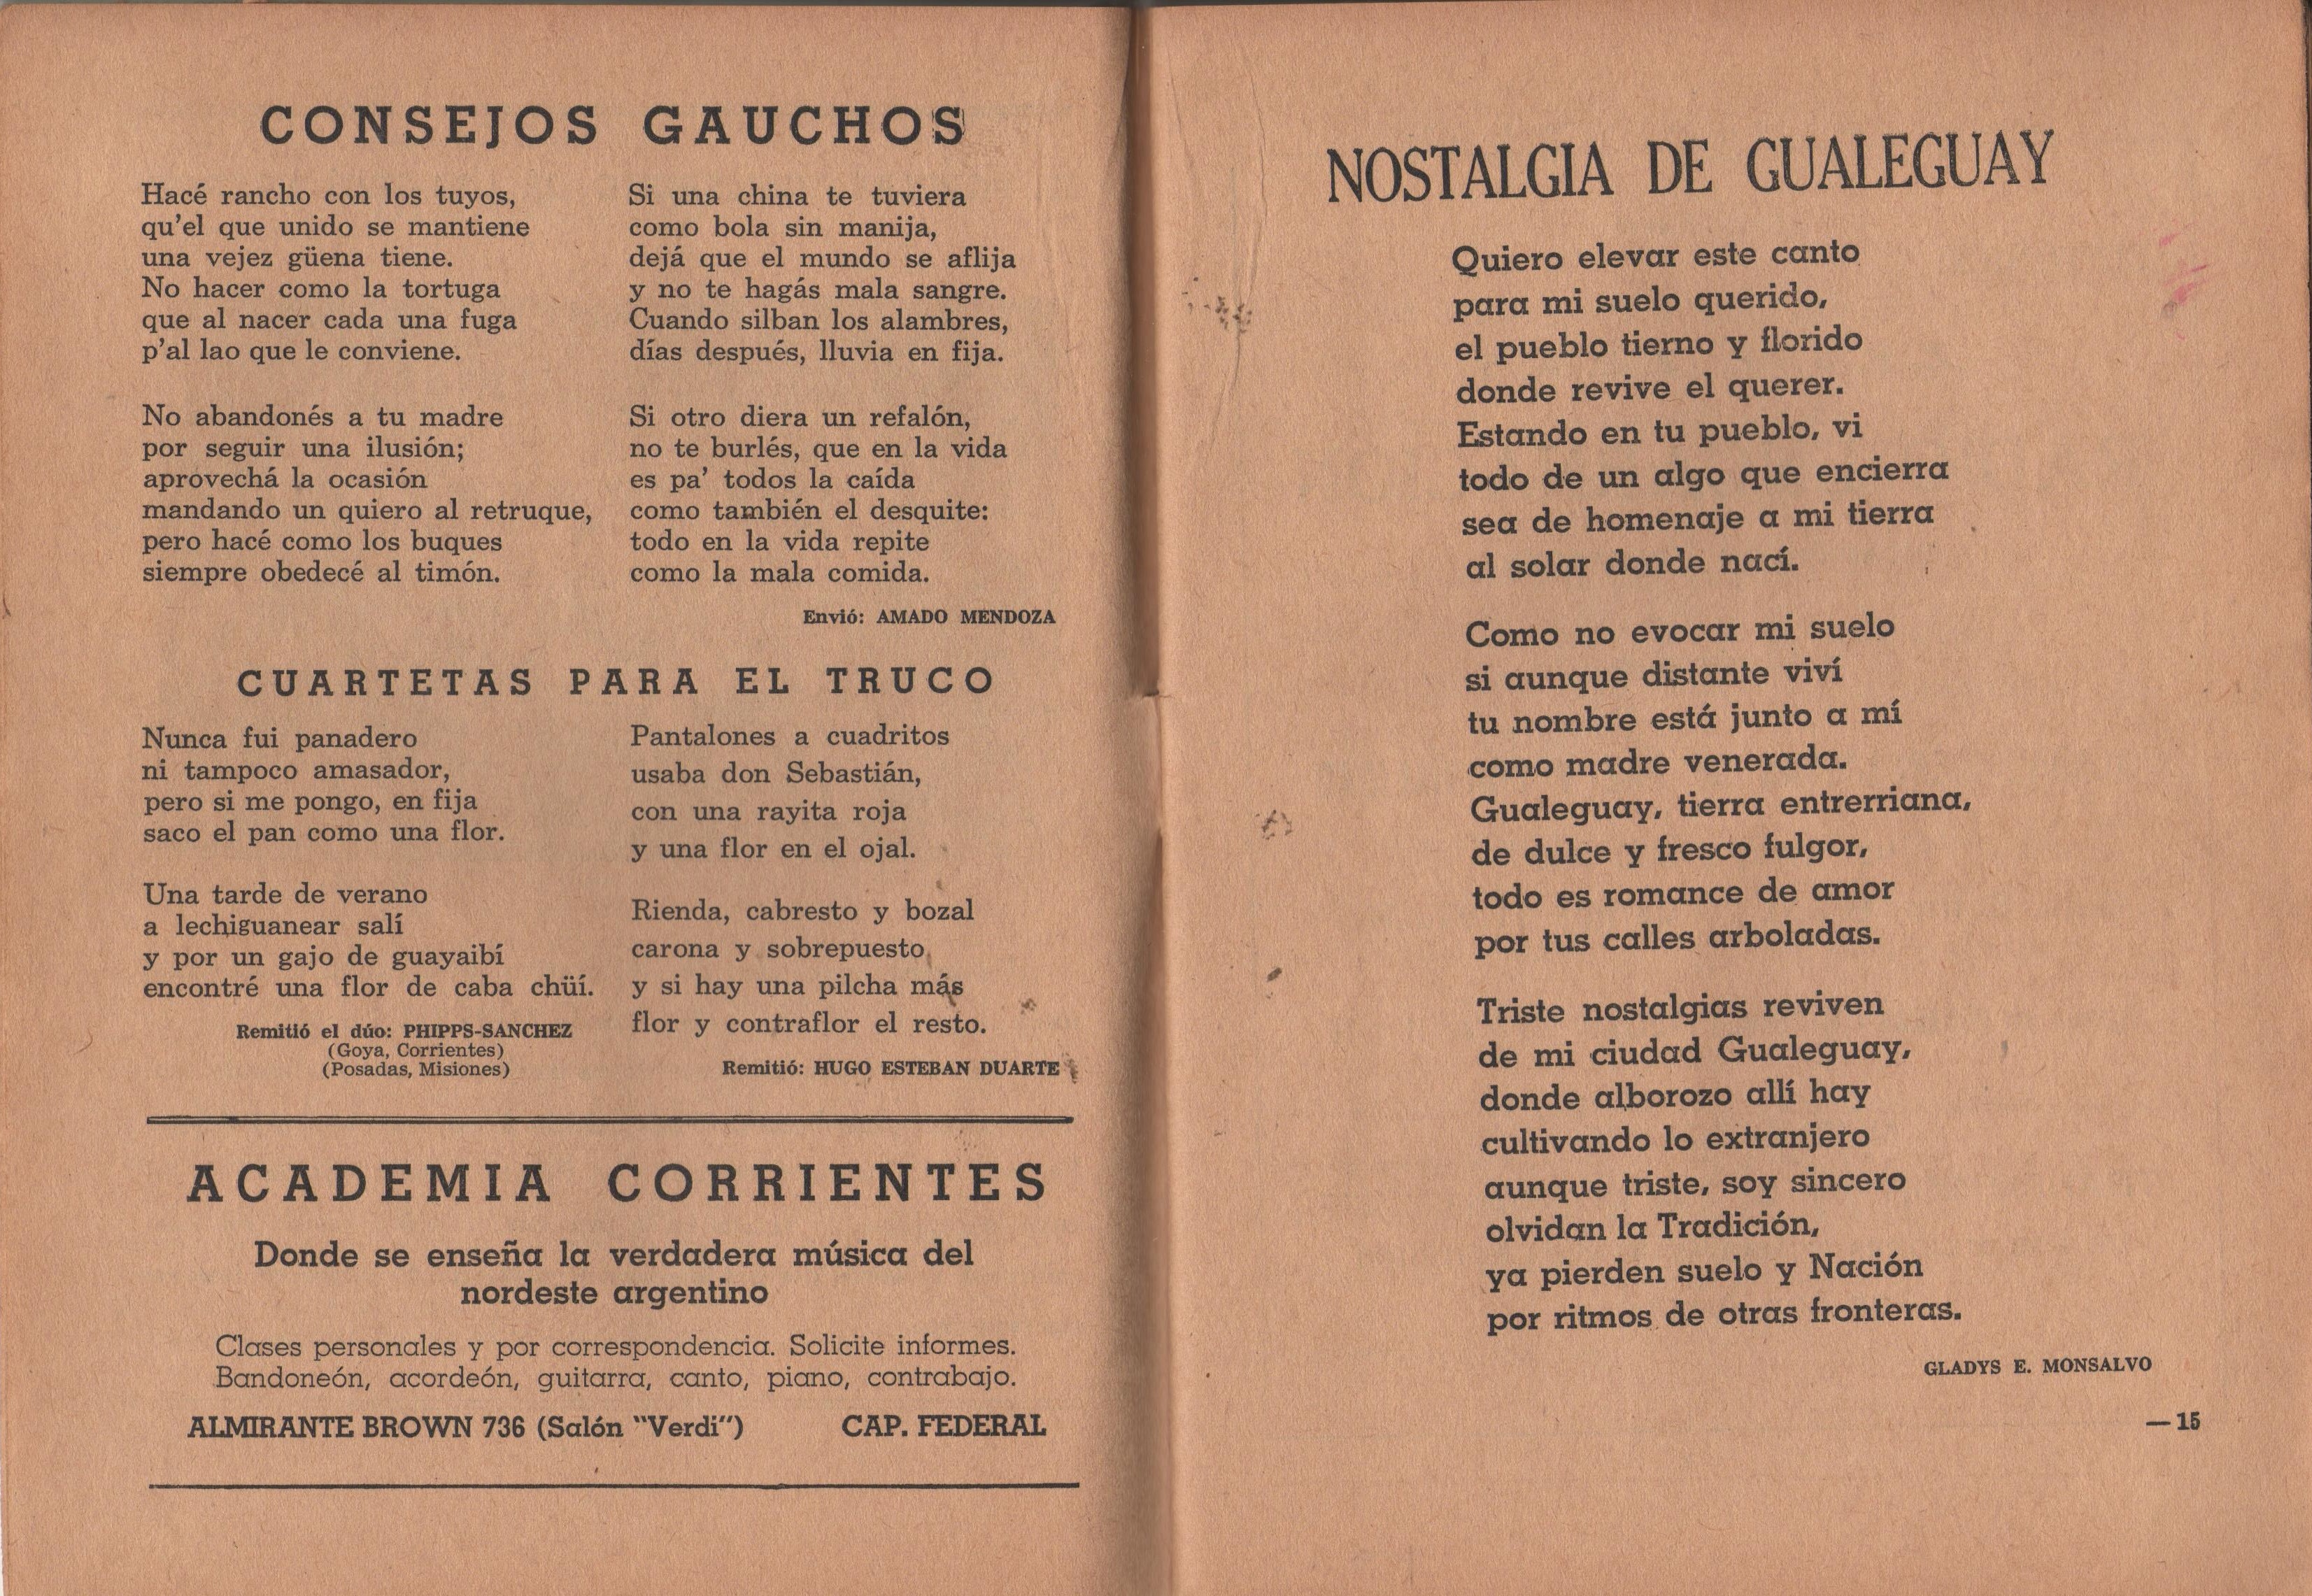 CONSEJOS GAUCHOS
Hacé rancho con los tuyos,
qu'el que unido se mantiene
una vejez güena tiene.
No hacer como la tortuga
que al nacer cada una fuga
p'al lao que le conviene.
No abandonés a tu madre
por seguir una ilusión;
aprovechá la ocasión
mandando un quiero al retruque,
pero hacé como los buques
siempre obedecé al timón.
Si una china te tuviera
como bola sin manija,
dejá que el mundo se aflija
y no te hagás mala sangre.
Cuando silban los alambres,
días después, lluvia en fija.
Si otro diera un refalón,
no te burlés, que en la vida
es pa' todos la caída
como también el desquite:
todo en la vida repite
como la mala comida.
Envió: AMADO MENDOZA
CUARTETAS PARA EL TRUCO
Nunca fui panadero
ni tampoco amasador,
pero si me pongo, en fija
saco el pan como una flor.
Una tarde de verano
a lechiguanear salí
y por un gajo de guayaibí
encontré una flor de caba chüí.
Remitió el dúo: PHIPPS-SANCHEZ
(Goya, Corrientes)
(Posadas, Misiones)
Pantalones a cuadritos
usaba don Sebastián,
con una rayita roja
y una flor en el ojal.
Rienda, cabresto y bozal
carona y sobrepuesto
y si hay una pilcha más
flor y contraflor el resto.
Remitió: HUGO ESTEBAN DUARTE
ACADEMIA CORRIENTES
Donde se enseña la verdadera música del
nordeste argentino
Clases personales y por correspondencia. Solicite informes.
Bandoneón, acordeón, guitarra, canto, piano, contrabajo.
ALMIRANTE BROWN 736 (Salón "Verdi") CAP. FEDERAL
NOSTALGIA DE GUALEGUAY
Quiero elevar este canto
para mi suelo querido,
el pueblo tierno y florido
donde revive el querer.
Estando en tu pueblo, vi
todo de un algo que encierra
sea de homenaje a mi tierra
al solar donde nací.
Como no evocar mi suelo
si aunque distante viví
tu nombre está junto a mí
como madre venerada.
Gualeguay, tierra entrerriana,
de dulce y fresco fulgor,
todo es romance de amor
por tus calles arboladas.
Triste nostalgias reviven
de mi ciudad Gualeguay,
donde alborozo allí hay
cultivando lo extranjero
aunque triste, soy sincero
olvidan la Tradición,
ya pierden suelo y Nación
por ritmos de otras fronteras.
GLADYS E. MONSALVO
—15